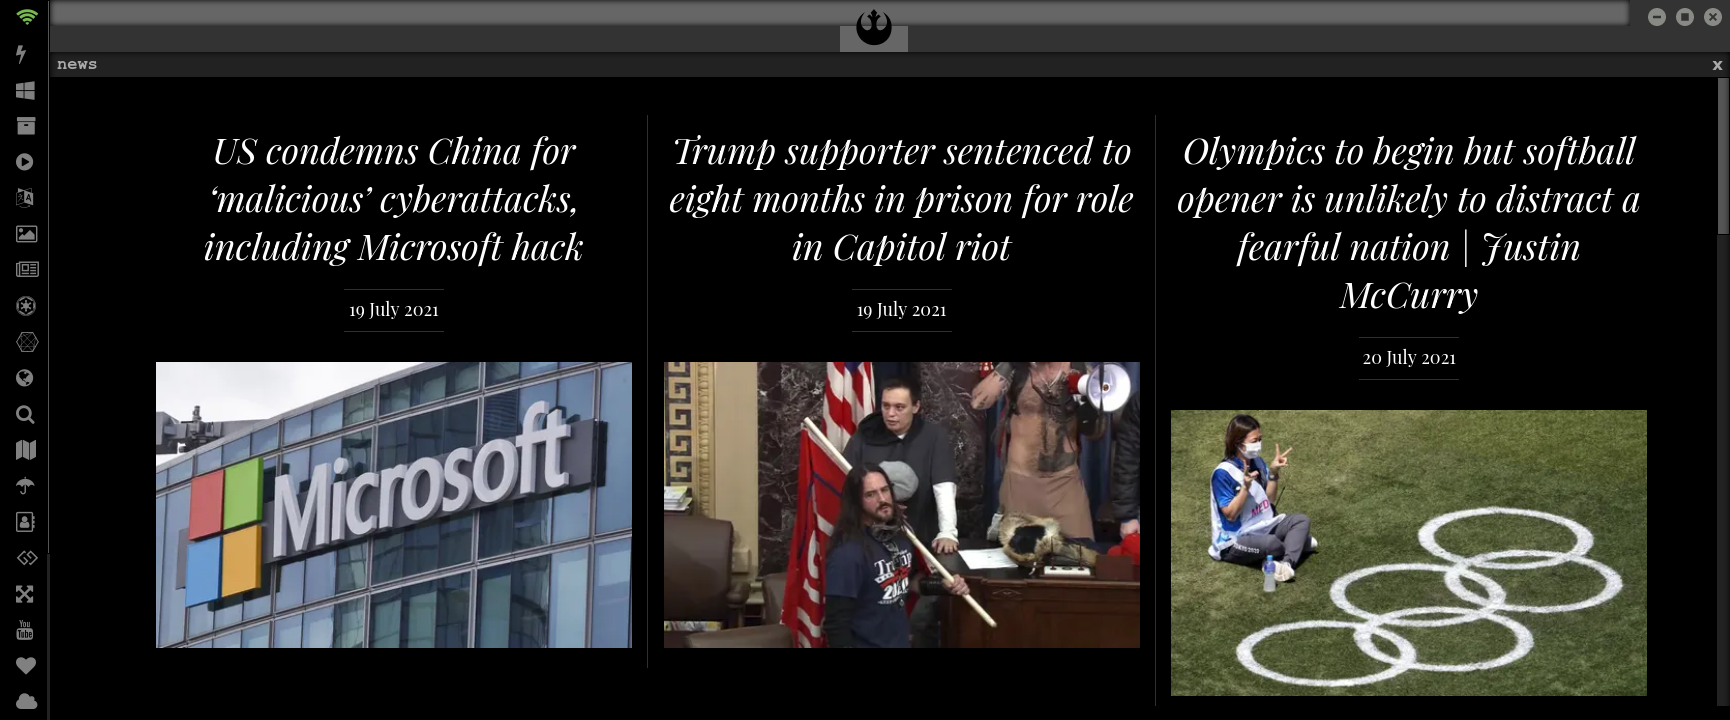 news
x
US condemns China for
‘malicious’ cyberattacks,
including Microsoft hack
19 July 2021
Microsoft
Trump supporter sentenced to
eight months in prison for role
in Capitol riot
19 July 2021
Trump
Olympics to begin but softball
opener is unlikely to distract a
fearful nation | Justin
McCurry
20 July 2021
MED
You
Tube